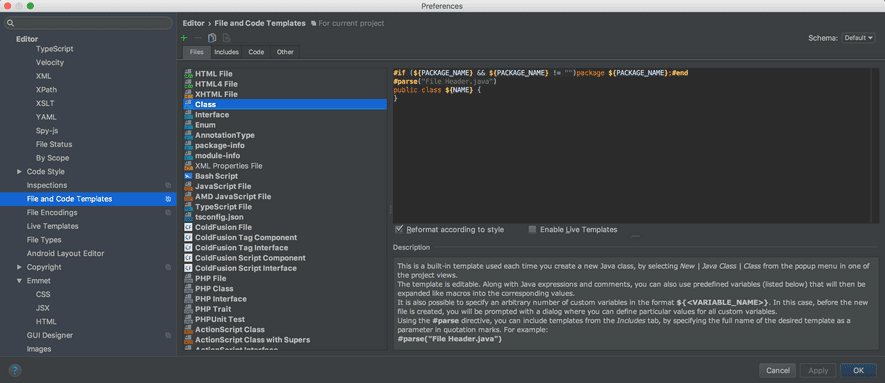 Preferences
Editor
TypeScript
Velocity
XML
XPath
XSLT
YAML
Spy-js
File Status
By Scope
Code Style
Inspections
File and Code Templates
File Encodings
Live Templates
File Types
Android Layout Editor
Copyright
Emmet
CSS
JSX
HTML
GUI Designer
Images
Editor › File and Code Templates For current project
Schema: Default
Files Includes Code Other
HTML File
HTML4 File
XHTML File
Class
Interface
Enum
AnnotationType
package-info
module-info
XML Properties File
Bash Script
JavaScript File
AMD JavaScript File
TypeScript File
tsconfig.json
ColdFusion File
ColdFusion Tag Component
ColdFusion Tag Interface
ColdFusion Script Component
ColdFusion Script Interface
PHP File
PHP Class
PHP Interface
PHP Trait
PHPUnit Test
ActionScript Class
ActionScript Class with Supers
ActionScript Interface
#if (${PACKAGE_NAME} && ${PACKAGE_NAME} != "")package ${PACKAGE_NAME};#end
#parse("File Header.java")
public class ${NAME} {
}
Reformat according to style Enable Live Templates
Description
This is a built-in template used each time you create a new Java class, by selecting New | Java Class | Class from the popup menu in one of
the project views.
The template is editable. Along with Java expressions and comments, you can also use predefined variables (listed below) that will then be
expanded like macros into the corresponding values.
It is also possible to specify an arbitrary number of custom variables in the format ${<VARIABLE_NAME>}. In this case, before the new
file is created, you will be prompted with a dialog where you can define particular values for all custom variables.
Using the #parse directive, you can include templates from the Includes tab, by specifying the full name of the desired template as a
parameter in quotation marks. For example:
#parse("File Header.java")
? Cancel Apply OK